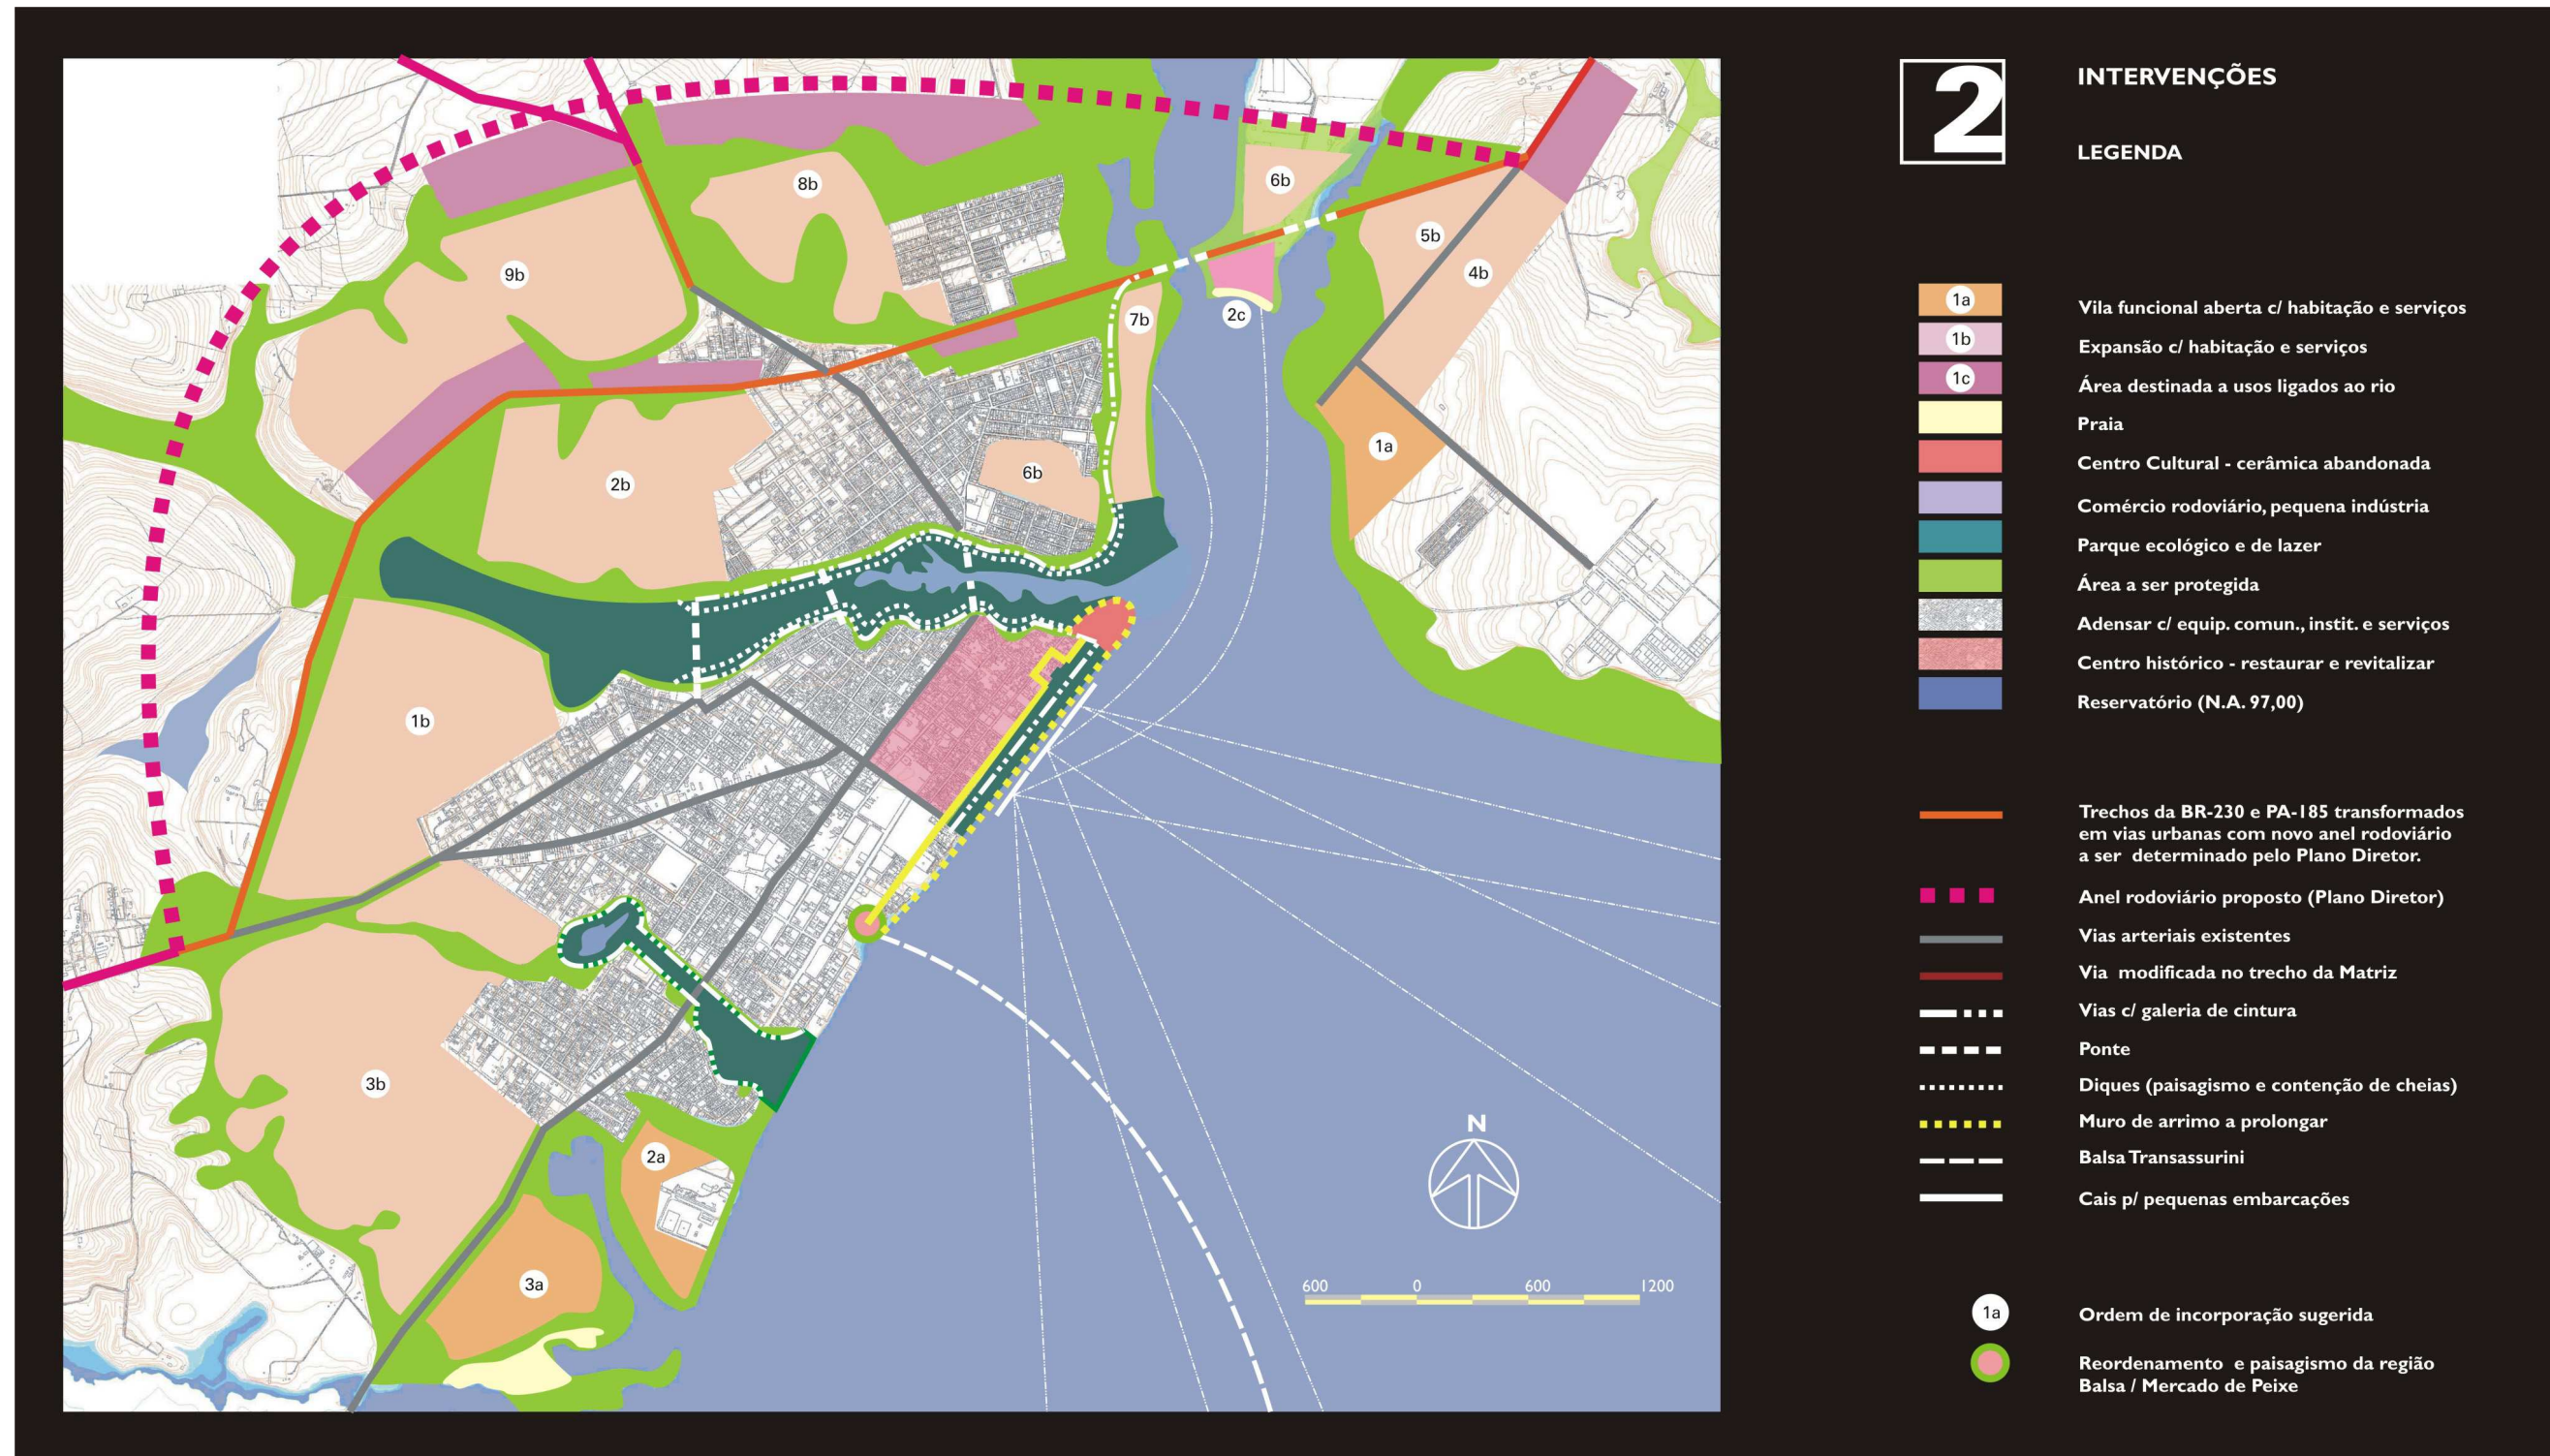 8b
6b
5b
4b
9b
7b
2c
1a
6b
2b
1b
3b
2a
3a
N
600 0 600 1200
2
INTERVENÇÕES
LEGENDA
1a Vila funcional aberta c/ habitação e serviços
1b Expansão c/ habitação e serviços
1c Área destinada a usos ligados ao rio
Praia
Centro Cultural - cerâmica abandonada
Comércio rodoviário, pequena indústria
Parque ecológico e de lazer
Área a ser protegida
Adensar c/ equip. comun., instit. e serviços
Centro histórico - restaurar e revitalizar
Reservatório (N.A. 97,00)
Trechos da BR-230 e PA-185 transformados
em vias urbanas com novo anel rodoviário
a ser determinado pelo Plano Diretor.
Anel rodoviário proposto (Plano Diretor)
Vias arteriais existentes
Via modificada no trecho da Matriz
Vias c/ galeria de cintura
Ponte
Diques (paisagismo e contenção de cheias)
Muro de arrimo a prolongar
Balsa Transassurini
Cais p/ pequenas embarcações
1a Ordem de incorporação sugerida
Reordenamento e paisagismo da região
Balsa / Mercado de Peixe